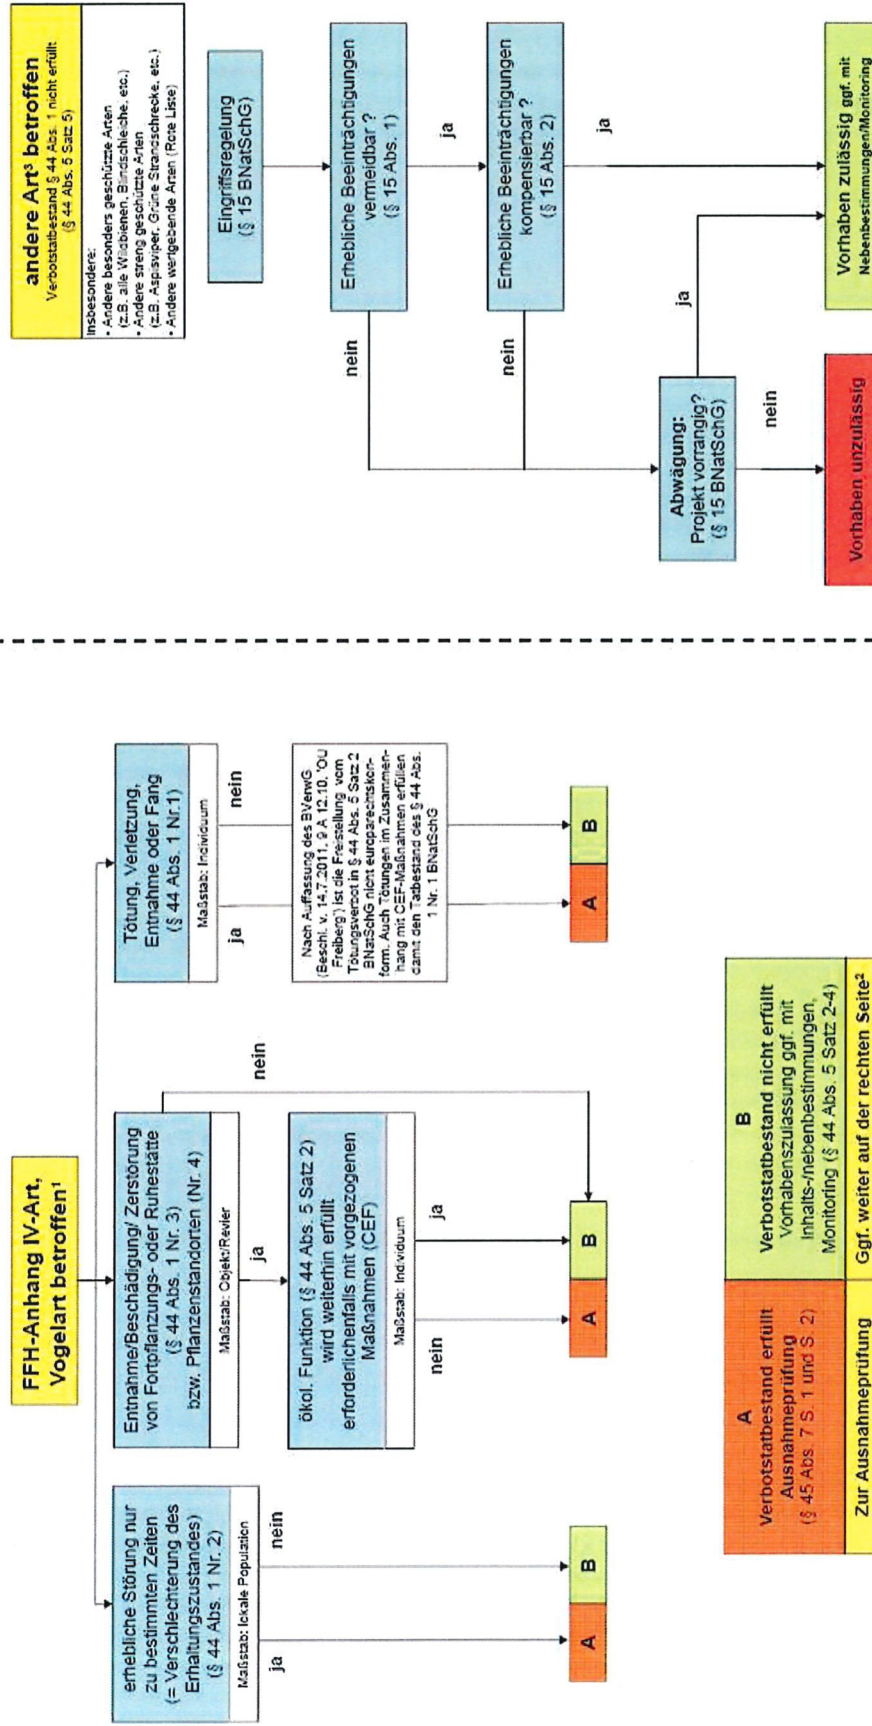 FFH-Anhang IV-Art,
Vogelart betroffen¹
erhebliche Störung nur
zu bestimmten Zeiten
(= Verschlechterung des
Erhaltungszustandes)
(§ 44 Abs. 1 Nr. 2)
Maßstab: lokale Population
ja
nein
A
B
Entnahme/Beschädigung/ Zerstörung
von Fortpflanzungs- oder Ruhestätte
(§ 44 Abs. 1 Nr. 3)
bzw. Pflanzenstandorten (Nr. 4)
Maßstab: Objekt/Revier
ja
nein
ökol. Funktion (§ 44 Abs. 5 Satz 2)
wird weiterhin erfüllt
erforderlichenfalls mit vorgezogenen
Maßnahmen (CEF)
Maßstab: Individuum
nein
ja
A
B
Tötung, Verletzung,
Entnahme oder Fang
(§ 44 Abs. 1 Nr.1)
Maßstab: Individuum
ja
nein
Nach Auffassung des BVerwG
(Beschl. v. 14.7.2011, 9 A 12.10, 'OU
Freiberg') ist die Freistellung vom
Tötungsverbot in § 44 Abs. 5 Satz 2
BNatSchG nicht europarechtskon-
form. Auch Tötungen im Zusammen-
hang mit CEF-Maßnahmen erfüllen
damit den Tatbestand des § 44 Abs.
1 Nr. 1 BNatSchG
A
B
A
Verbotstatbestand erfüllt
Ausnahmeprüfung
(§ 45 Abs. 7 S. 1 und S. 2)
Zur Ausnahmeprüfung
B
Verbotstatbestand nicht erfüllt
Vorhabenszulassung ggf. mit
Inhalts-/nebenbestimmungen,
Monitoring (§ 44 Abs. 5 Satz 2-4)
Ggf. weiter auf der rechten Seite²
andere Art³ betroffen
Verbotstatbestand § 44 Abs. 1 nicht erfüllt
(§ 44 Abs. 5 Satz 5)
Insbesondere:
• Andere besonders geschützte Arten
(z.B. alle Wildbienen, Blindschleiche, etc.)
• Andere streng geschützte Arten
(z.B. Aspisviper, Grüne Strandschrecke, etc.)
• Andere wertgebende Arten (Rote Liste)
Eingriffsregelung
(§ 15 BNatSchG)
Erhebliche Beeinträchtigungen
vermeidbar ?
(§ 15 Abs. 1)
nein
ja
Erhebliche Beeinträchtigungen
kompensierbar ?
(§ 15 Abs. 2)
nein
ja
Abwägung:
Projekt vorrangig?
(§ 15 BNatSchG)
ja
nein
Vorhaben unzulässig
Vorhaben zulässig ggf. mit
Nebenbestimmungen/Monitoring